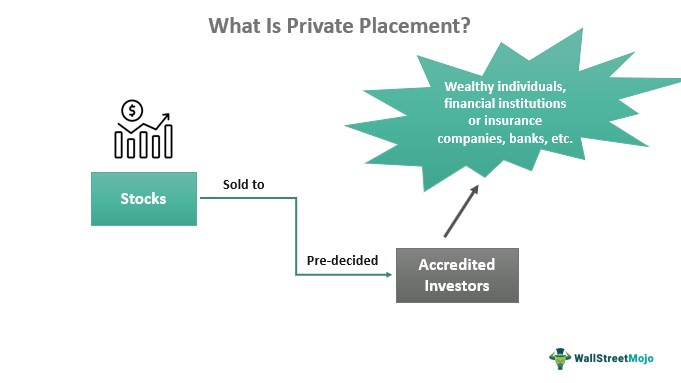 What Is Private Placement?
Wealthy individuals,
financial institutions
or insurance
companies, banks, etc.
$
Stocks
Sold to
Pre-decided
Accredited
Investors
WallStreetMojo